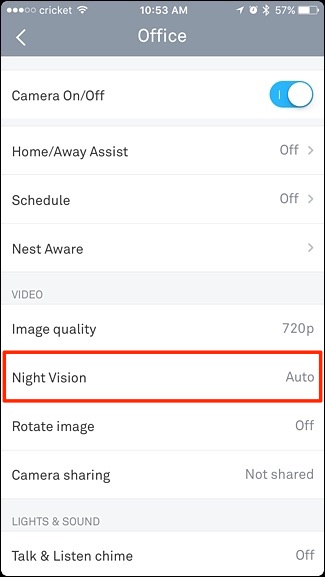 cricket 10:53 AM 57%
Office
Camera On/Off
Home/Away Assist Off
Schedule Off
Nest Aware
VIDEO
Image quality 720p
Night Vision Auto
Rotate image Off
Camera sharing Not shared
LIGHTS & SOUND
Talk & Listen chime Off